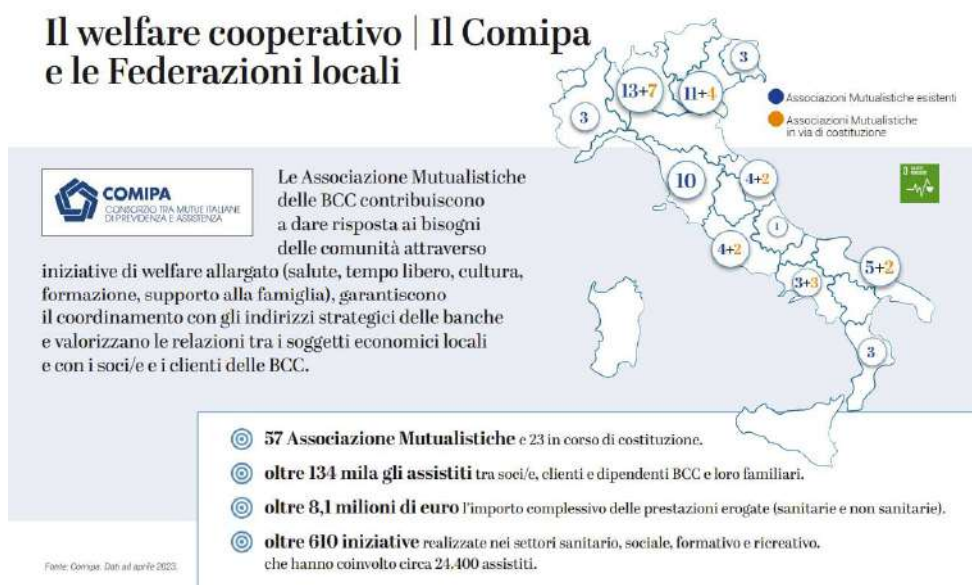 Il welfare cooperativo | Il Comipa
e le Federazioni locali
3
13+7
11+4
3
Associazioni Mutualistiche esistenti
Associazioni Mutualistiche
in via di costituzione
10
4+2
1
4+2
5+2
3+3
3
COMIPA
CONSORZIO TRA MUTUE ITALIANE
DI PREVIDENZA E ASSISTENZA
Le Associazione Mutualistiche
delle BCC contribuiscono
a dare risposta ai bisogni
delle comunità attraverso
iniziative di welfare allargato (salute, tempo libero, cultura,
formazione, supporto alla famiglia), garantiscono
il coordinamento con gli indirizzi strategici delle banche
e valorizzano le relazioni tra i soggetti economici locali
e con i soci/e e i clienti delle BCC.
57 Associazione Mutualistiche e 23 in corso di costituzione.
oltre 134 mila gli assistiti tra soci/e, clienti e dipendenti BCC e loro familiari.
oltre 8,1 milioni di euro l'importo complessivo delle prestazioni erogate (sanitarie e non sanitarie).
oltre 610 iniziative realizzate nei settori sanitario, sociale, formativo e ricreativo.
che hanno coinvolto circa 24.400 assistiti.
Fonte: Comipa. Dati ad aprile 2023.